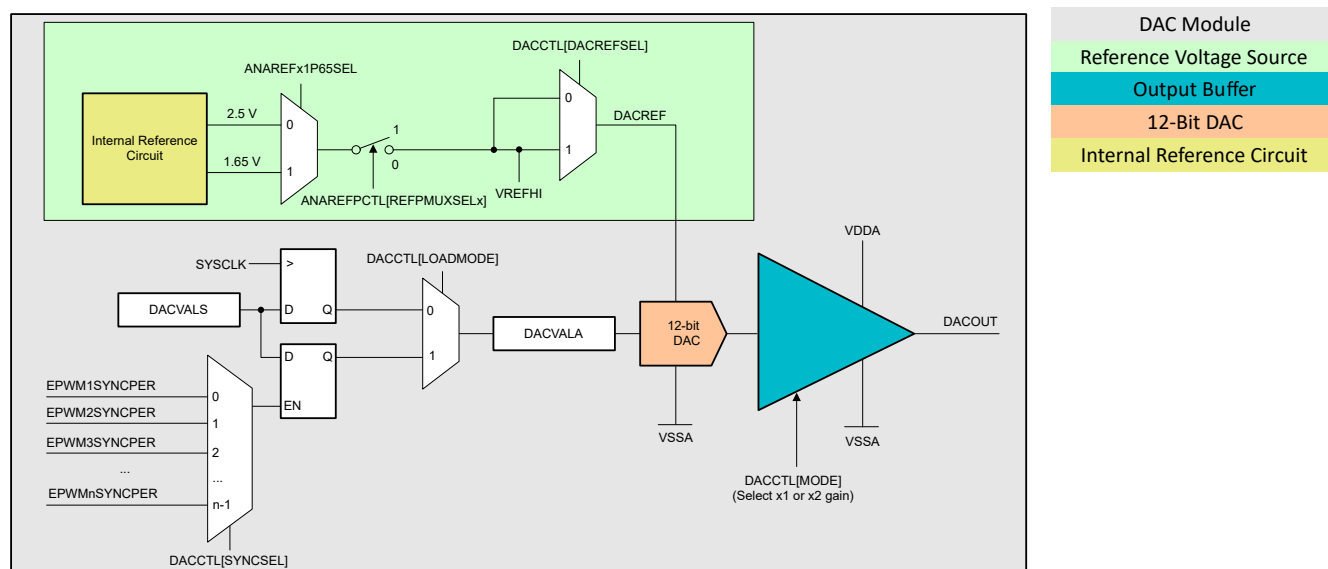 DACCTL[DACREFSEL]
ANAREFx1P65SEL
Internal Reference
Circuit
2.5 V
1.65 V
0
1
1
0
ANAREFPCTL[REFPMUXSELx]
VREFHI
0
1
DACREF
SYSCLK
>
D
Q
DACVALS
D
Q
EN
DACCTL[LOADMODE]
0
1
DACVALA
12-bit
DAC
VSSA
VDDA
DACOUT
VSSA
DACCTL[MODE]
(Select x1 or x2 gain)
EPWM1SYNCPER
EPWM2SYNCPER
EPWM3SYNCPER
...
EPWMnSYNCPER
0
1
2
...
n-1
DACCTL[SYNCSEL]
DAC Module
Reference Voltage Source
Output Buffer
12-Bit DAC
Internal Reference Circuit